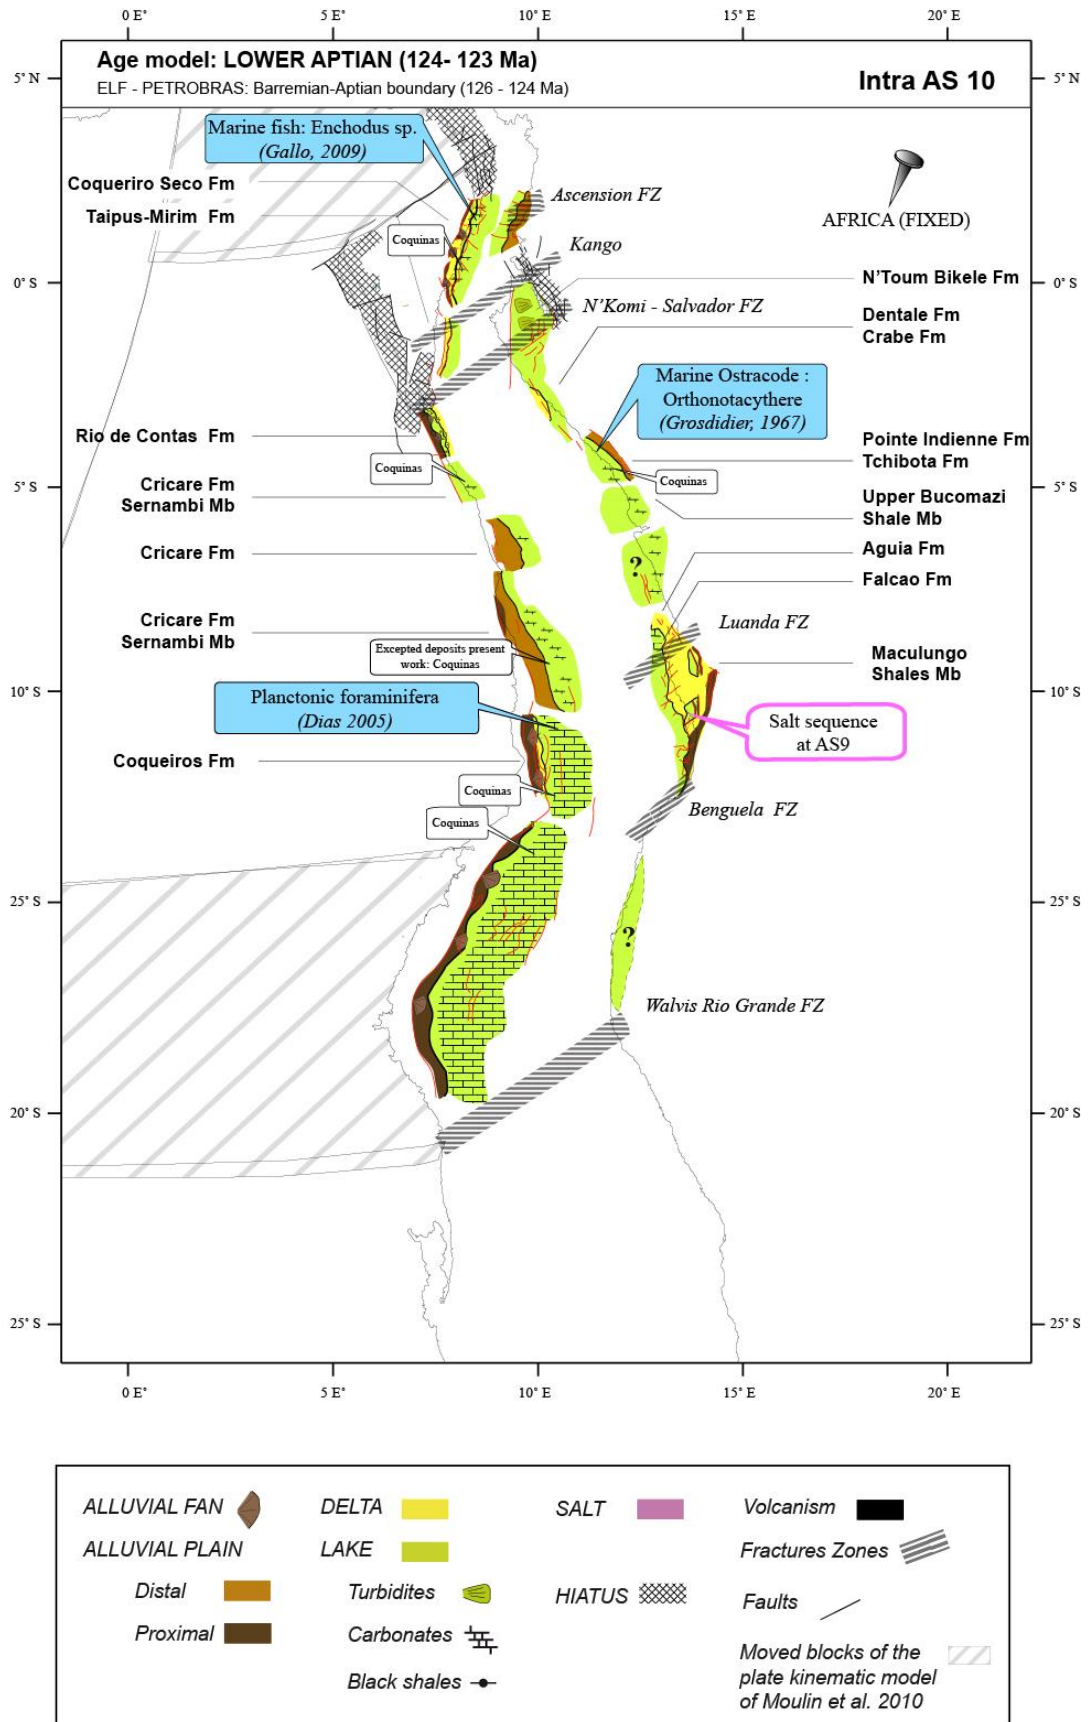 0 E°
5 E°
10° E
15° E
20° E
Age model: LOWER APTIAN (124- 123 Ma)
ELF - PETROBRAS: Barremian-Aptian boundary (126 - 124 Ma)
Intra AS 10
5° N
5° N
Marine fish: Enchodus sp.
(Gallo, 2009)
Coqueriro Seco Fm
Taipus-Mirim Fm
Coquinas
Ascension FZ
Kango
AFRICA (FIXED)
0° S
0° S
N'Komi - Salvador FZ
N'Toum Bikele Fm
Dentale Fm
Crabe Fm
Marine Ostracode :
Orthonotacythere
(Grosdidier, 1967)
Rio de Contas Fm
Coquinas
Pointe Indienne Fm
Tchibota Fm
Coquinas
5° S
5° S
Cricare Fm
Sernambi Mb
Upper Bucomazi
Shale Mb
Cricare Fm
?
Aguia Fm
Falcao Fm
Cricare Fm
Sernambi Mb
Luanda FZ
Excepted deposits present
work: Coquinas
Maculungo
Shales Mb
10° S
10° S
Planctonic foraminifera
(Dias 2005)
Salt sequence
at AS9
Coqueiros Fm
Coquinas
Coquinas
Benguela FZ
25° S
25° S
?
Walvis Rio Grande FZ
20° S
20° S
25° S
25° S
0 E°
5 E°
10° E
15° E
20° E
ALLUVIAL FAN
DELTA
SALT
Volcanism
ALLUVIAL PLAIN
LAKE
Fractures Zones
Distal
Turbidites
HIATUS
Faults
Proximal
Carbonates
Black shales
Moved blocks of the
plate kinematic model
of Moulin et al. 2010